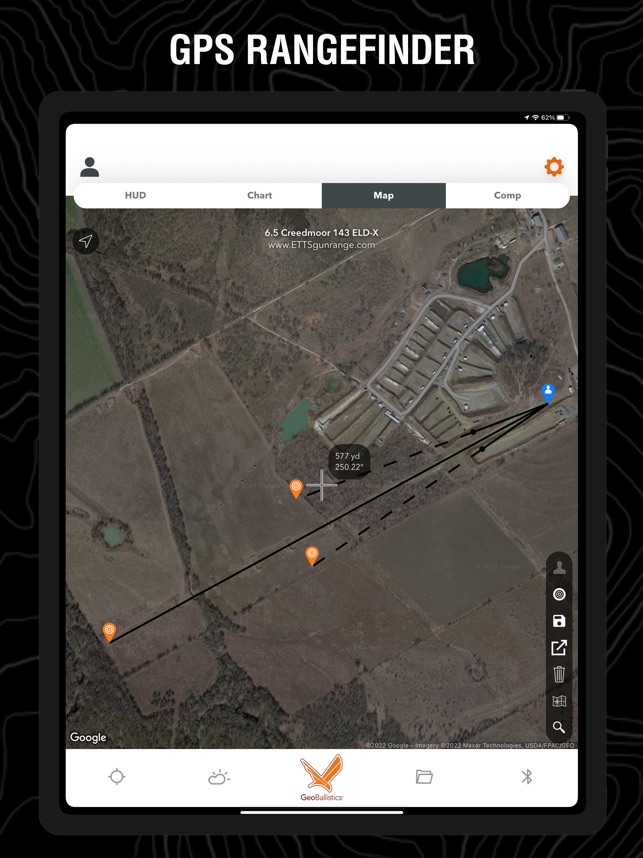 GPS RANGEFINDER
62%
HUD
Chart
Map
Comp
6.5 Creedmoor 143 ELD-X
www.ETTSgunrange.com
577 yd
250.22°
Google
©2022 Google - Imagery ©2022 Maxar Technologies, USDA/FPAC/GEO
GeoBallistics